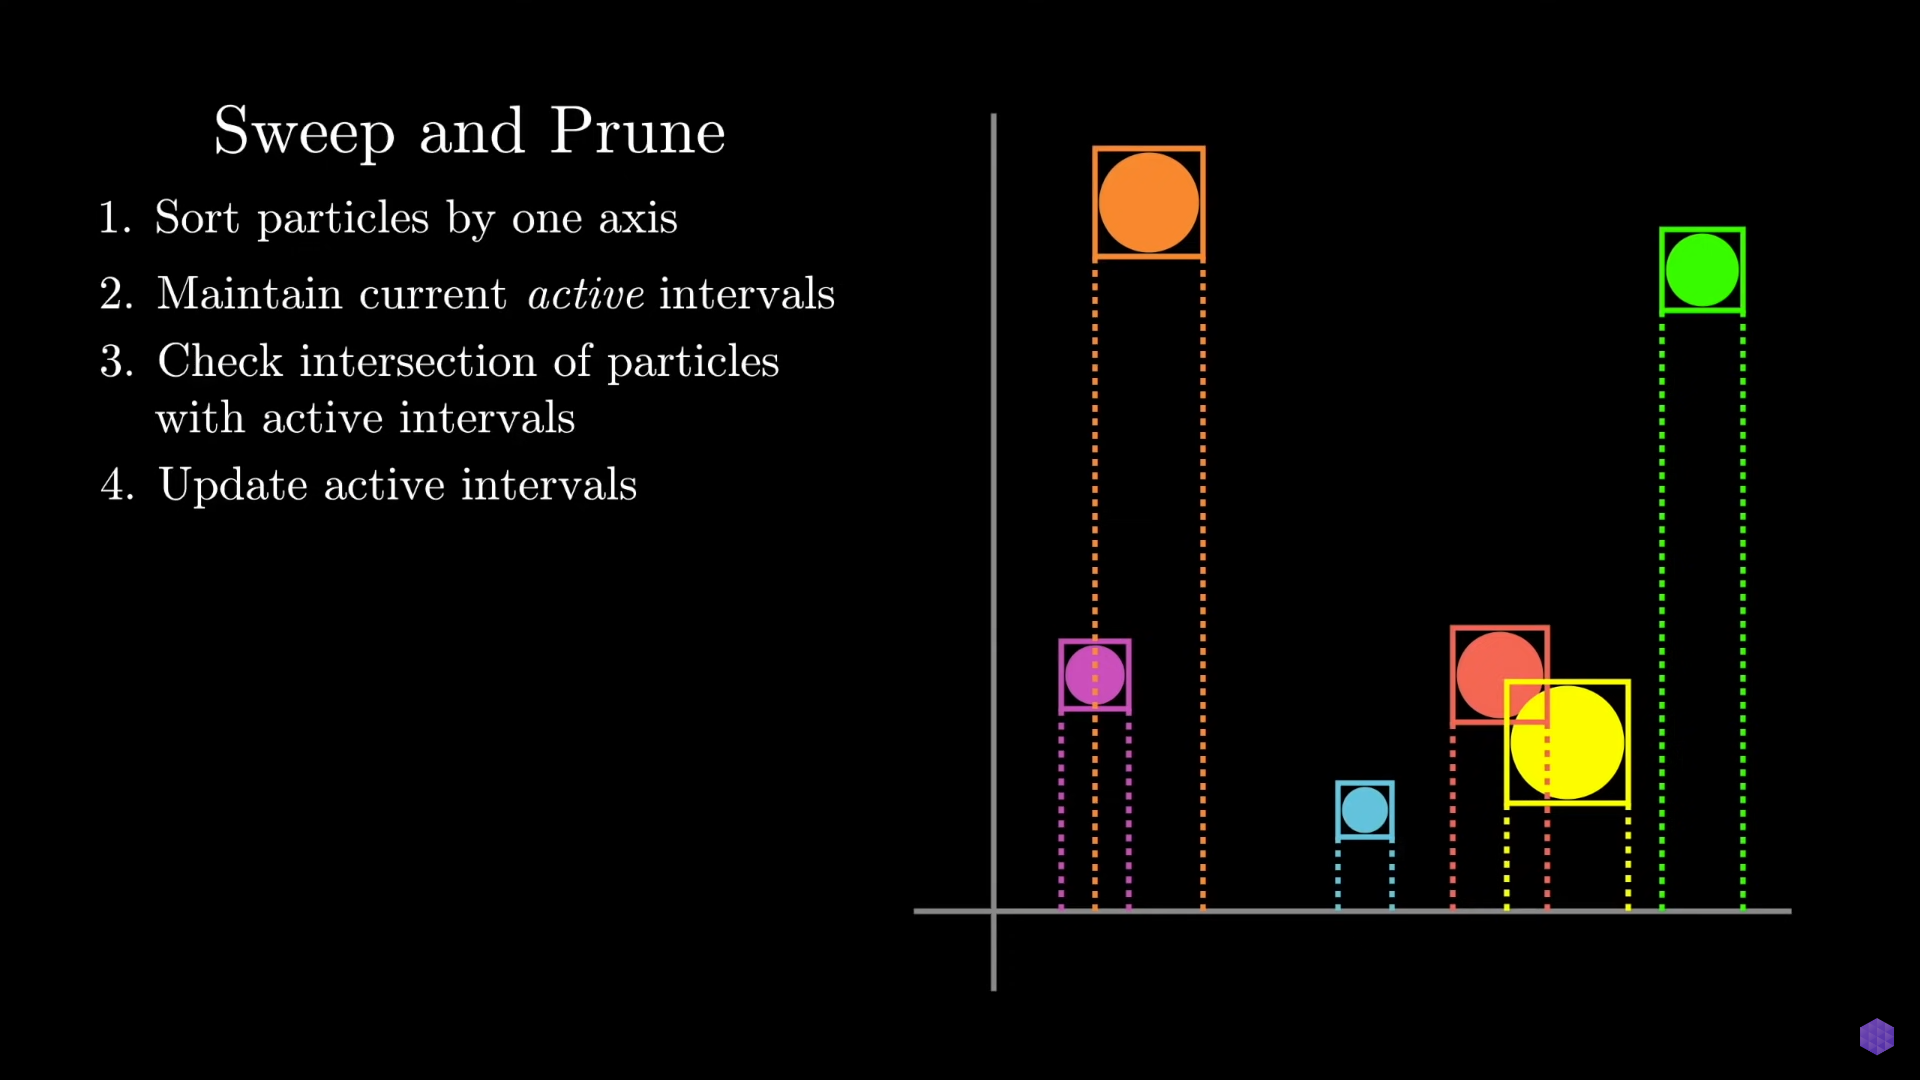 Sweep and Prune
1. Sort particles by one axis
2. Maintain current active intervals
3. Check intersection of particles
with active intervals
4. Update active intervals